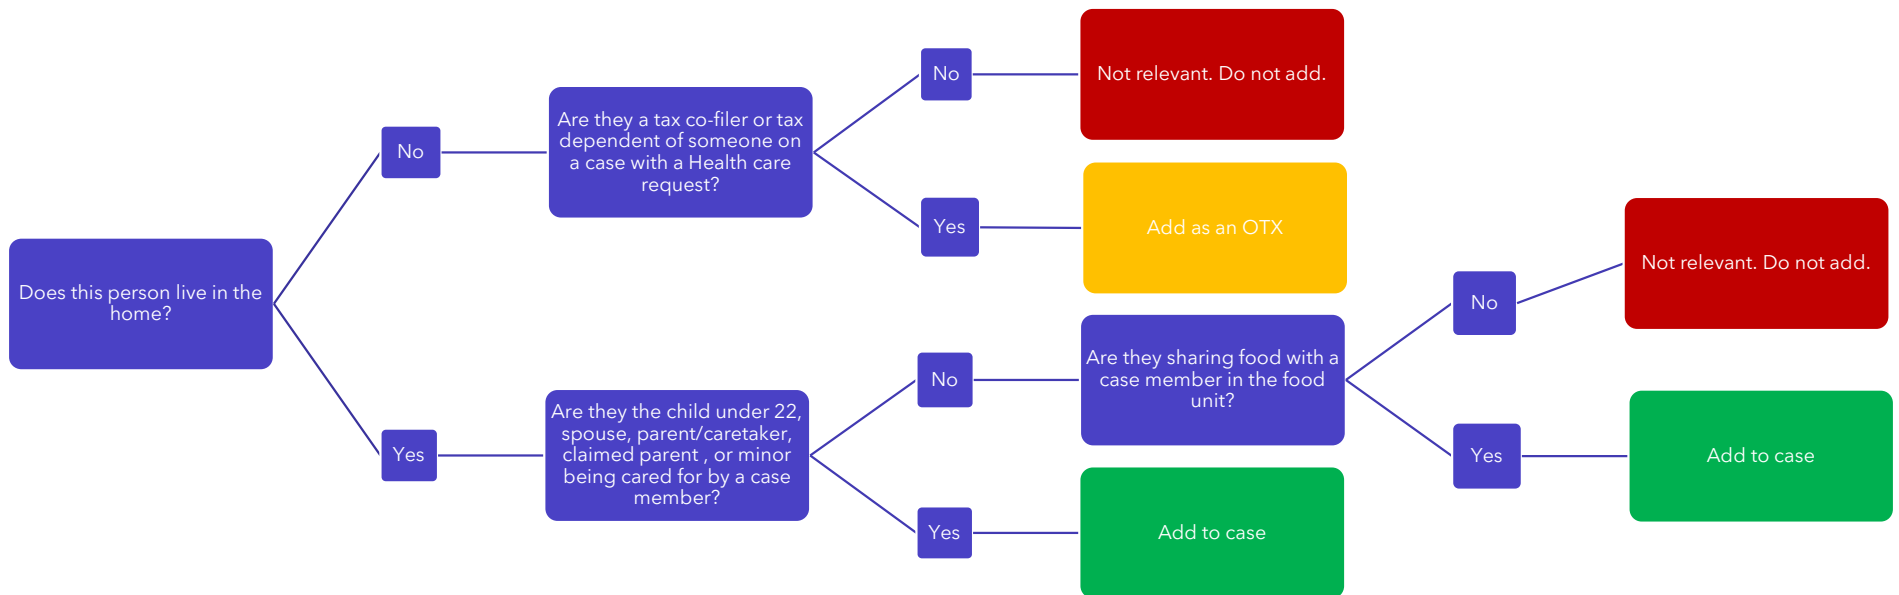 Does this person live in the
home?
No
Are they a tax co-filer or tax
dependent of someone on
a case with a Health care
request?
No
Not relevant. Do not add.
Yes
Add as an OTX
Yes
Are they the child under 22,
spouse, parent/caretaker,
claimed parent , or minor
being cared for by a case
member?
No
Are they sharing food with a
case member in the food
unit?
No
Not relevant. Do not add.
Yes
Add to case
Yes
Add to case